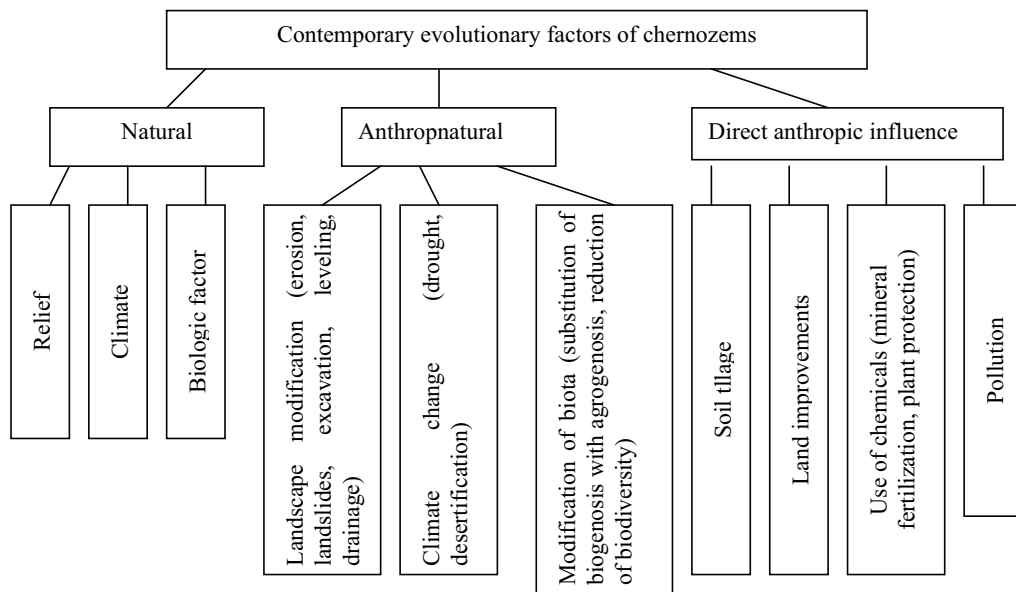 Contemporary evolutionary factors of chernozems
Natural
Anthropnatural
Direct anthropic influence
Relief
Climate
Biologic factor
Landscape modification (erosion,
landslides, excavation, leveling,
drainage)
Climate change (drought,
desertification)
Modification of biota (substitution of
biogenosis with agrogenosis, reduction
of biodiversity)
Soil tllage
Land improvements
Use of chemicals (mineral
fertilization, plant protection)
Pollution